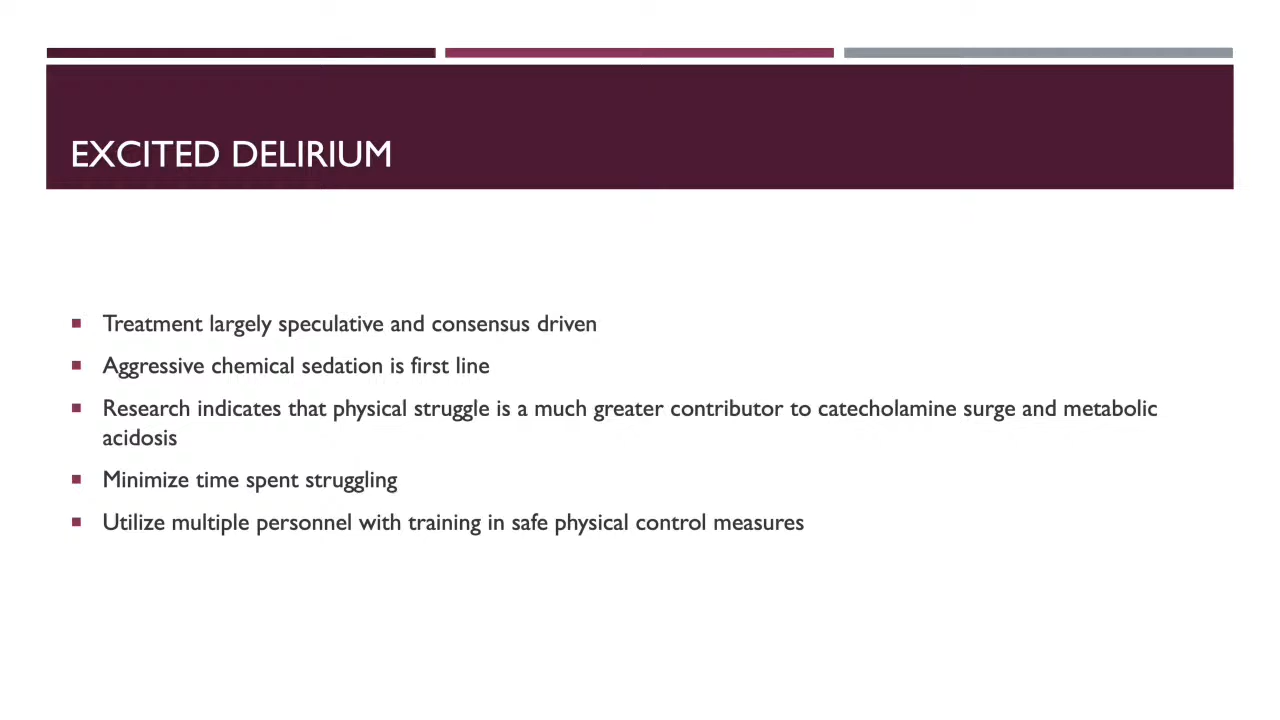 EXCITED DELIRIUM
Treatment largely speculative and consensus driven
Aggressive chemical sedation is first line
Research indicates that physical struggle is a much greater contributor to catecholamine surge and metabolic
acidosis
Minimize time spent struggling
Utilize multiple personnel with training in safe physical control measures